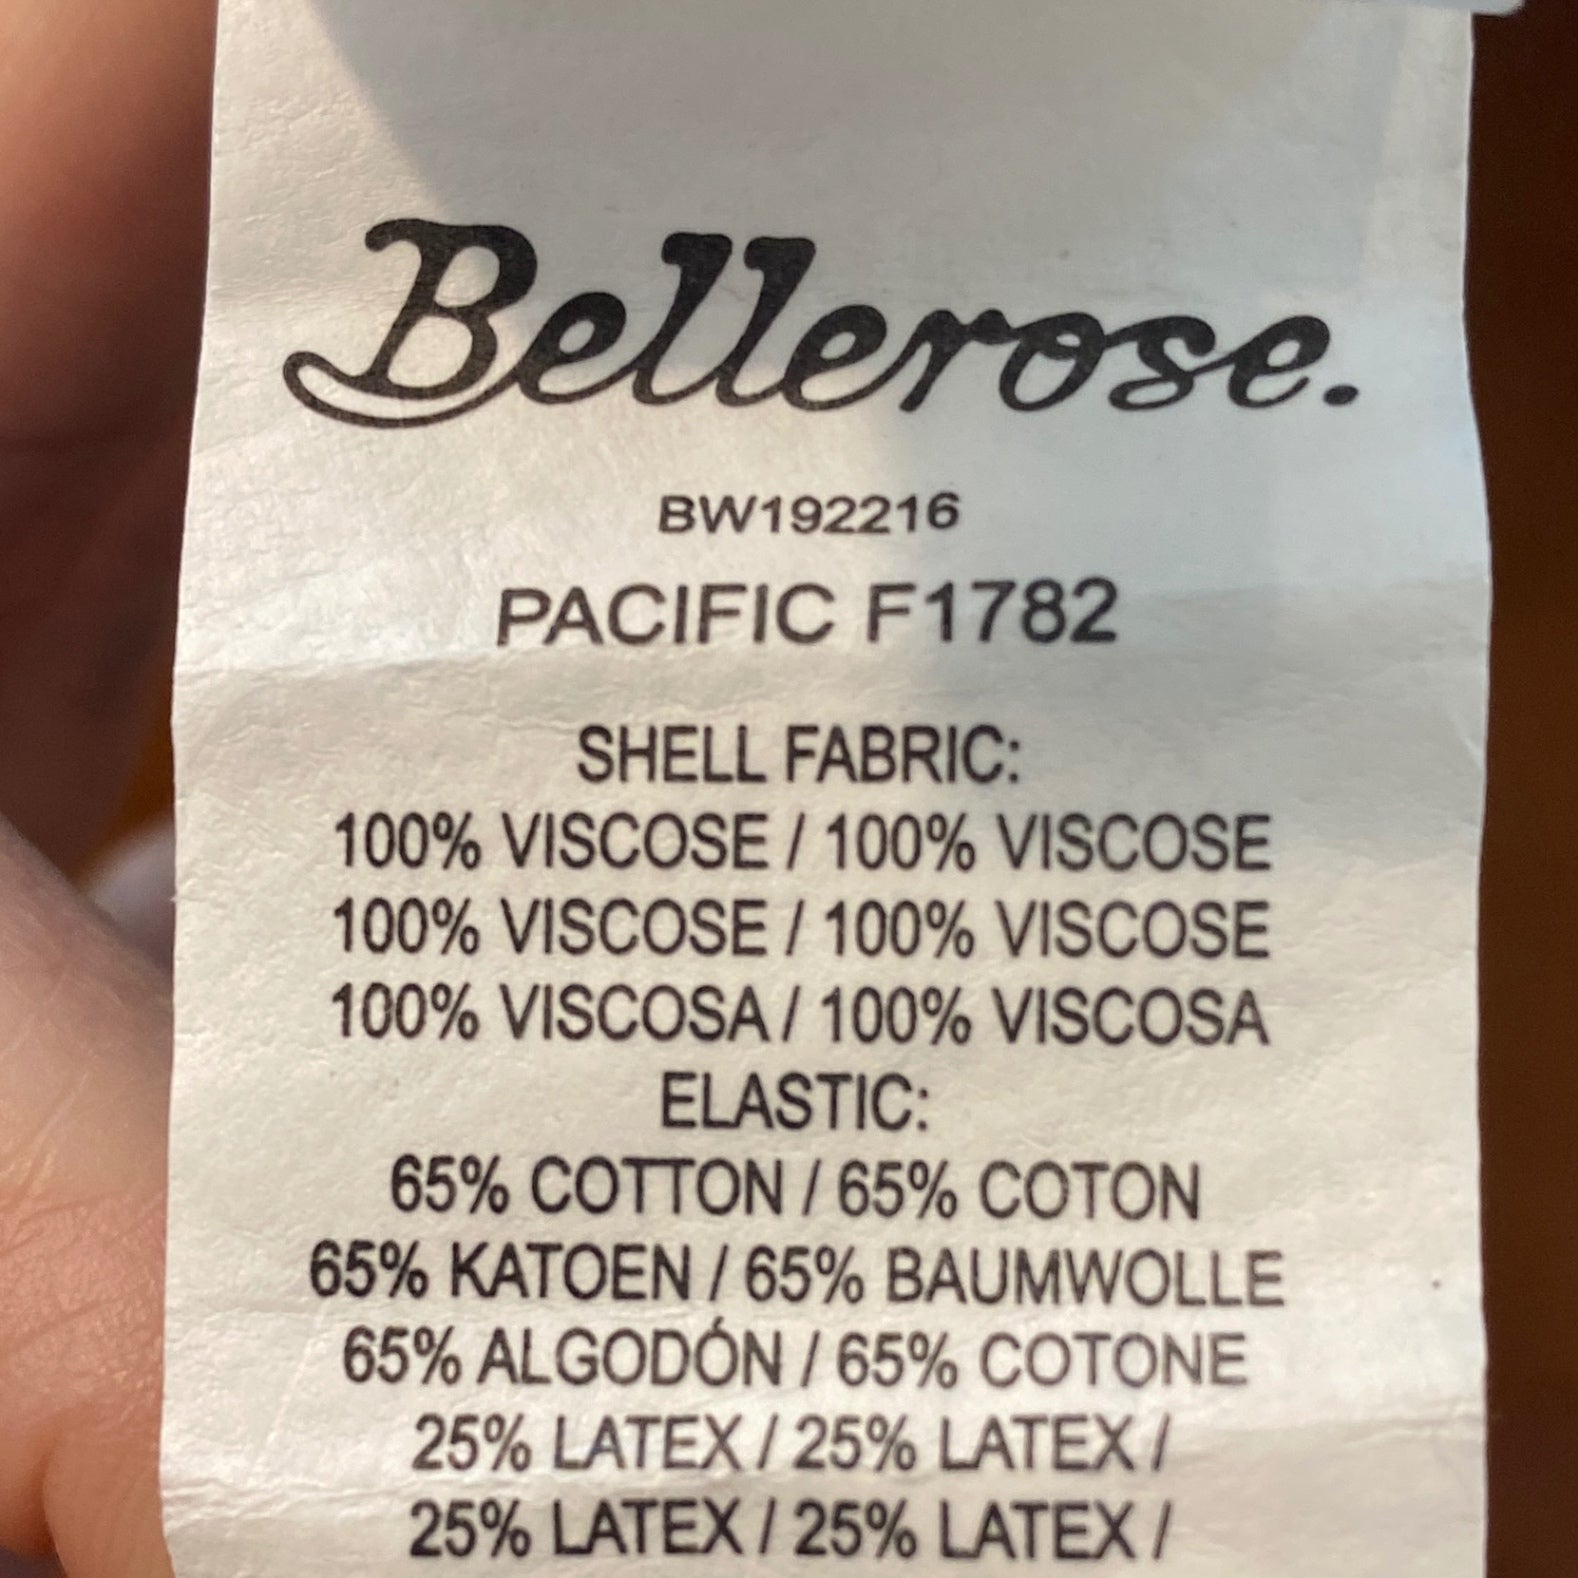 Bellerose.
BW192216
PACIFIC F1782
SHELL FABRIC:
100% VISCOSE / 100% VISCOSE
100% VISCOSE / 100% VISCOSE
100% VISCOSA / 100% VISCOSA
ELASTIC:
65% COTTON / 65% COTON
65% KATOEN / 65% BAUMWOLLE
65% ALGODÓN / 65% COTONE
25% LATEX / 25% LATEX /
25% LATEX / 25% LATEX /